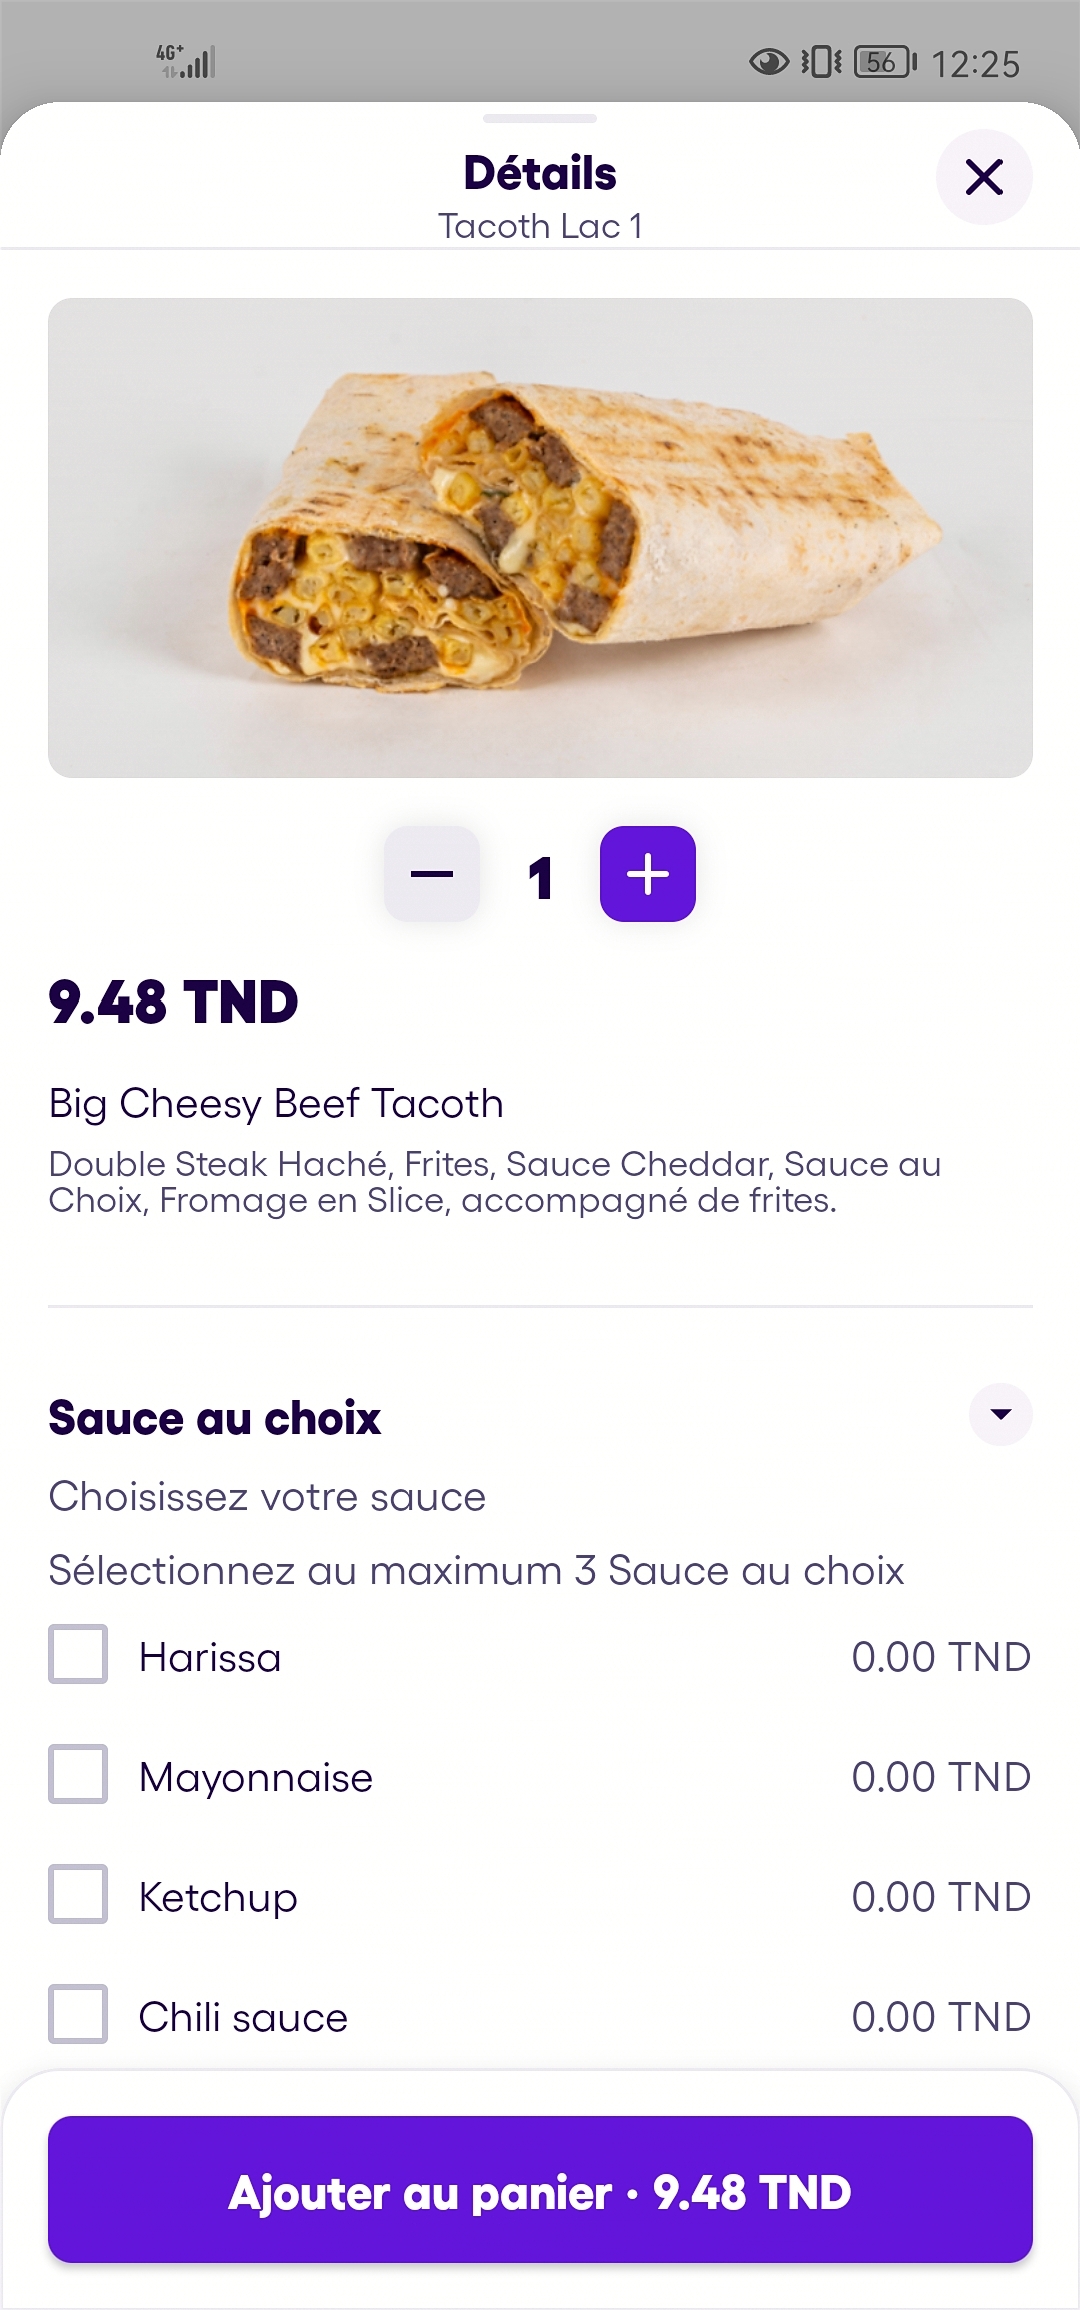 4G+
56
12:25
Détails
Tacoth Lac 1
1
9.48 TND
Big Cheesy Beef Tacoth
Double Steak Haché, Frites, Sauce Cheddar, Sauce au
Choix, Fromage en Slice, accompagné de frites.
Sauce au choix
Choisissez votre sauce
Sélectionnez au maximum 3 Sauce au choix
Harissa 0.00 TND
Mayonnaise 0.00 TND
Ketchup 0.00 TND
Chili sauce 0.00 TND
Ajouter au panier · 9.48 TND